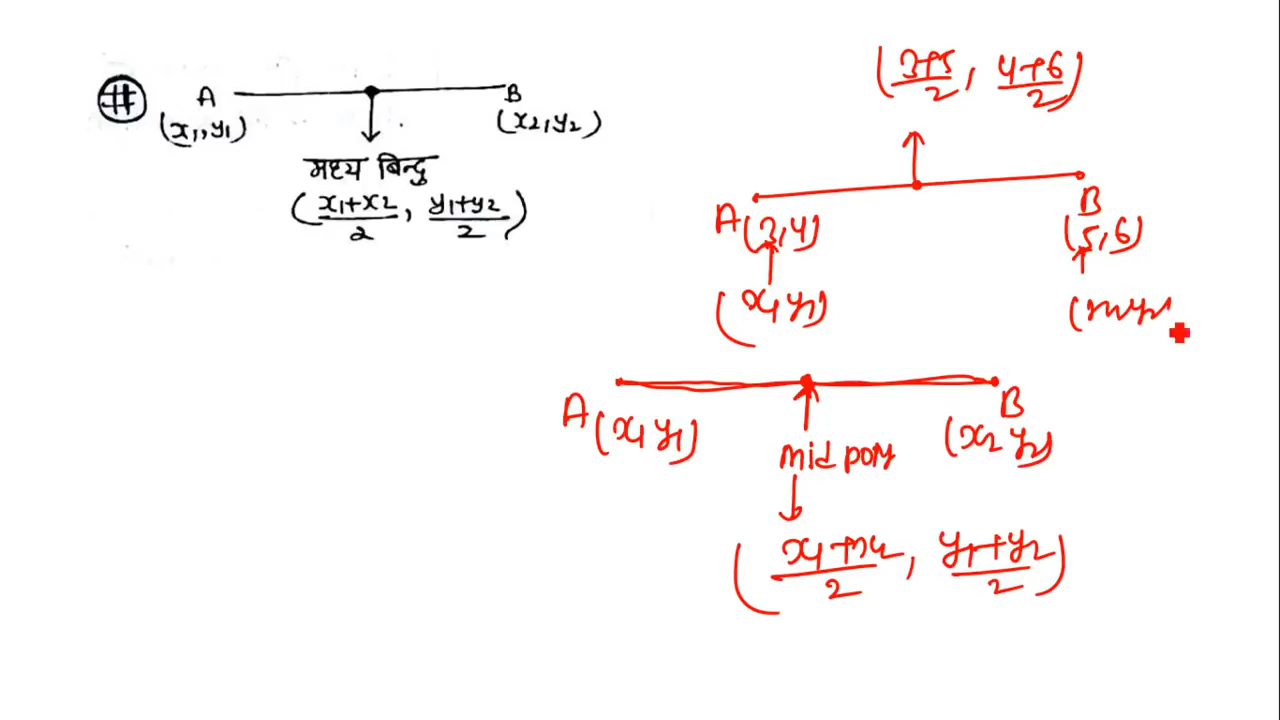 #
A B
(x₁,y₁) (x₂,y₂)
मध्य बिन्दु
(x₁+x₂/2, y₁+y₂/2)
(3+5/2, 4+6/2)
A(3,4) B(5,6)
(x₁ y₁)
A(x₁ y₁) B(x₂ y₂)
mid
(x₁+x₂/2, y₁+y₂/2)